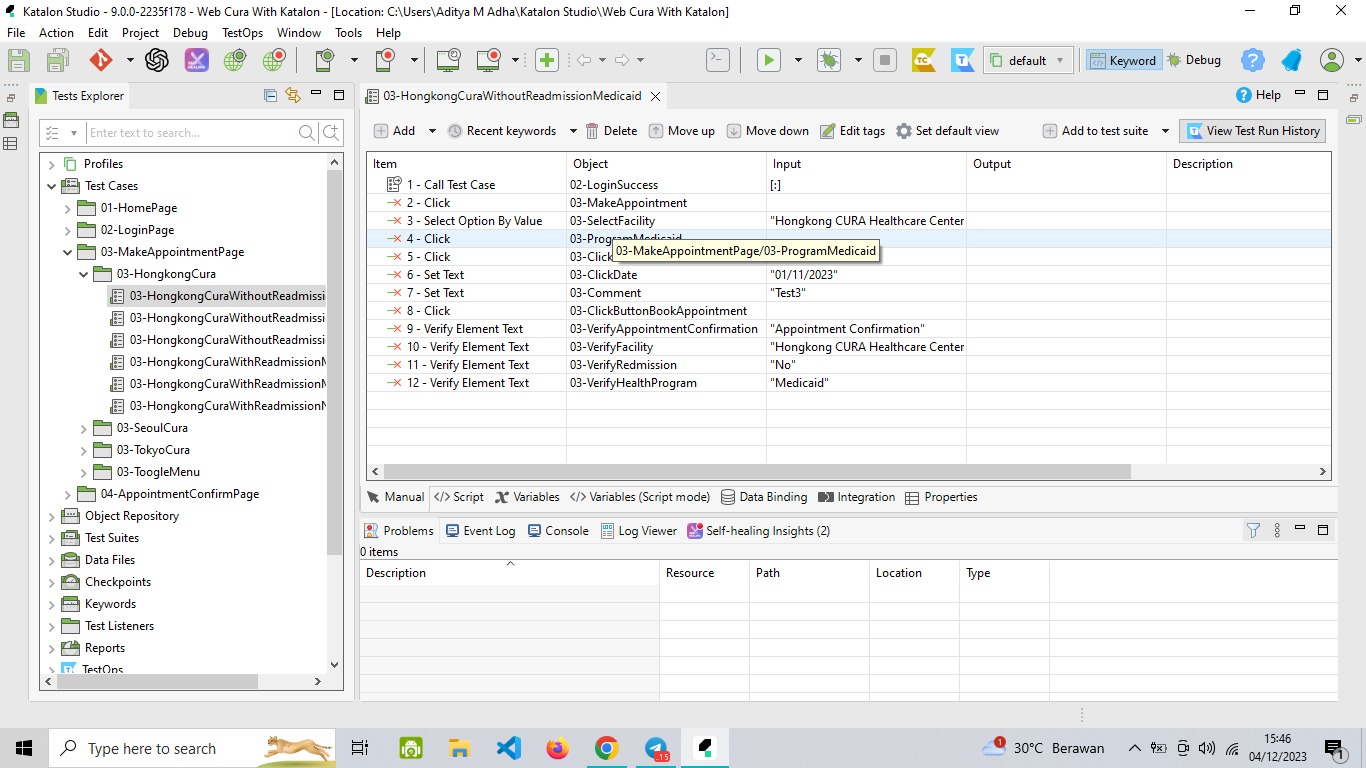 Katalon Studio - 9.0.0-2235f178 - Web Cura With Katalon - [Location: C:\Users\Aditya M Adha\Katalon Studio\Web Cura With Katalon]
File Action Edit Project Debug TestOps Window Tools Help
default Keyword Debug
Tests Explorer
03-HongkongCuraWithoutReadmissionMedicaid
Help
Enter text to search...
Add Recent keywords Delete Move up Move down Edit tags Set default view Add to test suite View Test Run History
Profiles
Test Cases
01-HomePage
02-LoginPage
03-MakeAppointmentPage
03-HongkongCura
03-HongkongCuraWithoutReadmissi
03-HongkongCuraWithoutReadmissi
03-HongkongCuraWithoutReadmissi
03-HongkongCuraWithReadmissionM
03-HongkongCuraWithReadmissionM
03-HongkongCuraWithReadmissionN
03-SeoulCura
03-TokyoCura
03-ToogleMenu
04-AppointmentConfirmPage
Object Repository
Test Suites
Data Files
Checkpoints
Keywords
Test Listeners
Reports
TestOps
Item Object Input Output Description
1 - Call Test Case 02-LoginSuccess [:]
2 - Click 03-MakeAppointment
3 - Select Option By Value 03-SelectFacility "Hongkong CURA Healthcare Center
4 - Click 03-ProgramMedicaid
03-MakeAppointmentPage/03-ProgramMedicaid
5 - Click 03-Click
6 - Set Text 03-ClickDate "01/11/2023"
7 - Set Text 03-Comment "Test3"
8 - Click 03-ClickButtonBookAppointment
9 - Verify Element Text 03-VerifyAppointmentConfirmation "Appointment Confirmation"
10 - Verify Element Text 03-VerifyFacility "Hongkong CURA Healthcare Center
11 - Verify Element Text 03-VerifyRedmission "No"
12 - Verify Element Text 03-VerifyHealthProgram "Medicaid"
Manual Script Variables Variables (Script mode) Data Binding Integration Properties
Problems Event Log Console Log Viewer Self-healing Insights (2)
0 items
Description Resource Path Location Type
Type here to search
15
1
30°C Berawan
15:46
04/12/2023
1